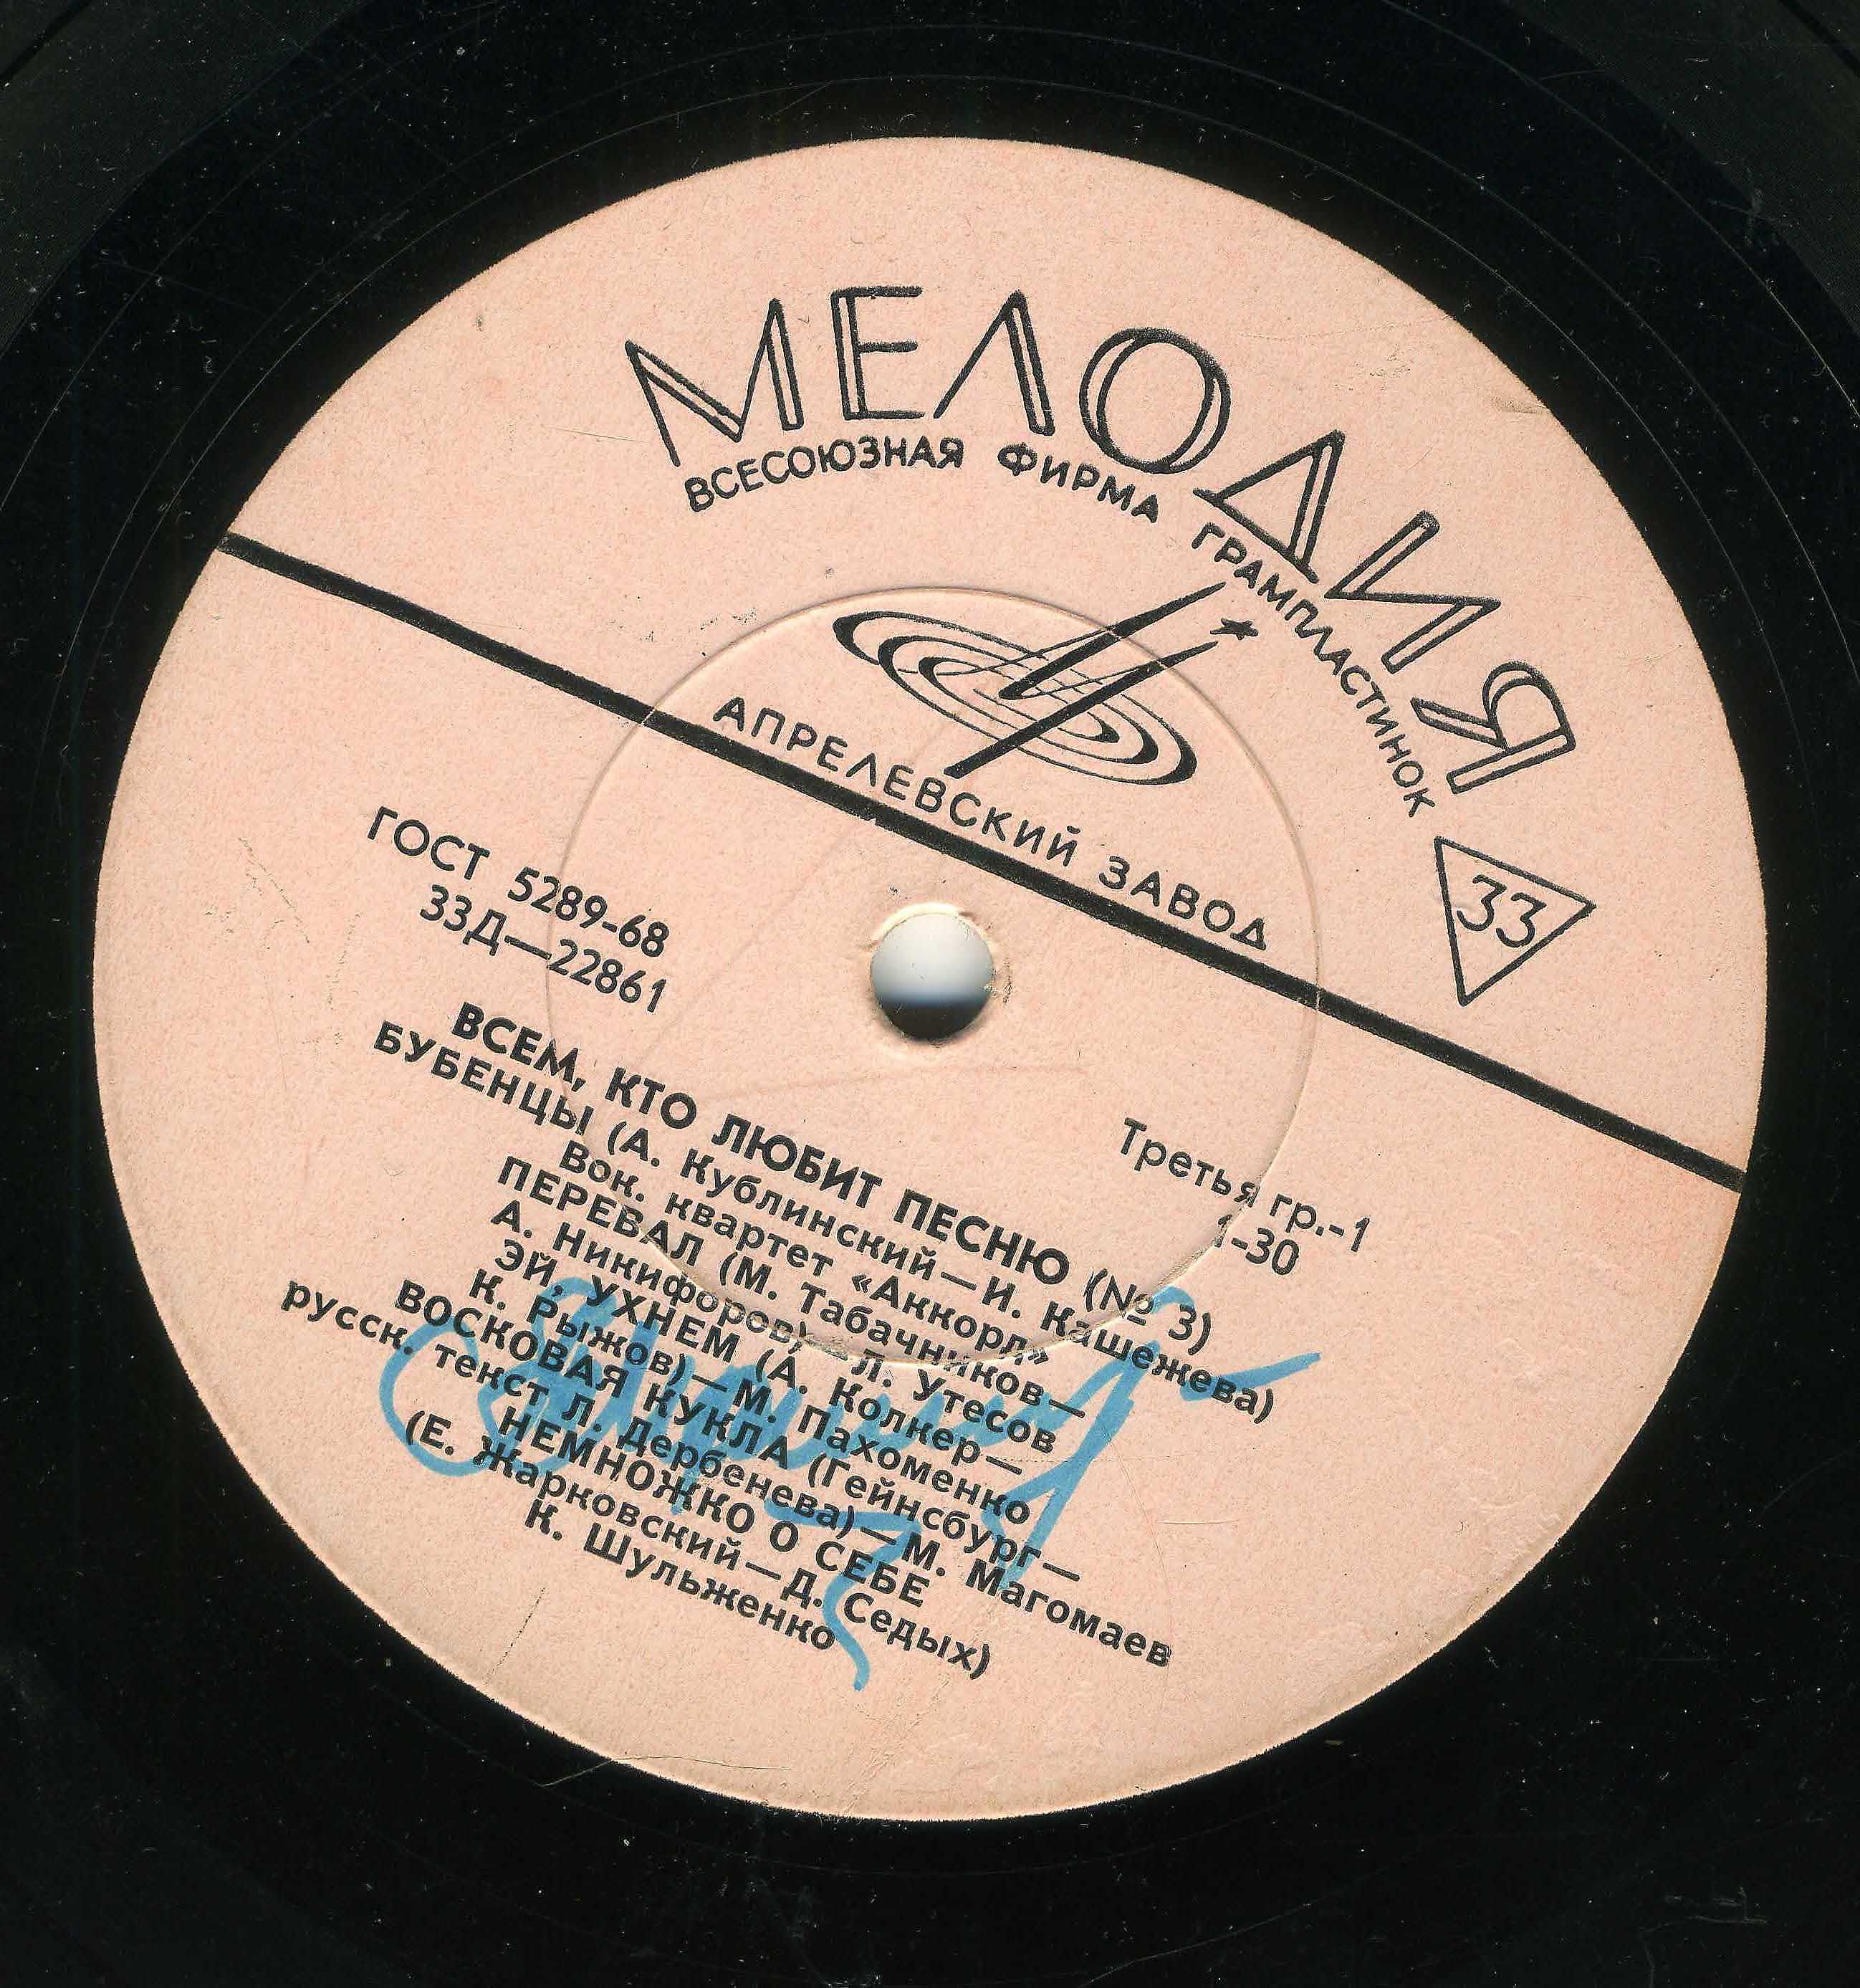 МЕЛОДИЯ
ВСЕСОЮЗНАЯ ФИРМА ГРАМПЛАСТИНОК
33
АПРЕЛЕВСКИЙ ЗАВОД
ГОСТ 5289-68
33Д—22861
Третья гр.-1
1-30
ВСЕМ, КТО ЛЮБИТ ПЕСНЮ (№ 3)
БУБЕНЦЫ (А. Кублинский—И. Кашежева)
Вок. квартет «Аккорд»
ПЕРЕВАЛ (М. Табачников—
А. Никифоров)—Л. Утесов
ЭЙ, УХНЕМ (А. Колкер—
К. Рыжов)—М. Пахоменко
ВОСКОВАЯ КУКЛА (Гейнсбург—
русск. текст Л. Дербенева)—М. Магомаев
НЕМНОЖКО О СЕБЕ
(Е. Жарковский—Д. Седых)
К. Шульженко